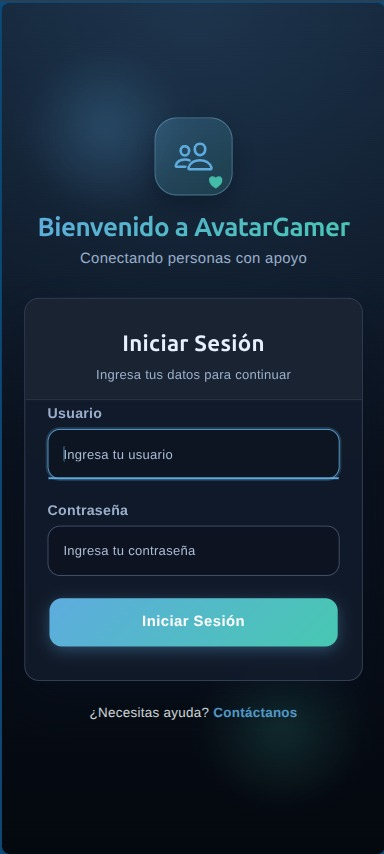 Bienvenido a AvatarGamer
Conectando personas con apoyo
Iniciar Sesión
Ingresa tus datos para continuar
Usuario
Ingresa tu usuario
Contraseña
Ingresa tu contraseña
Iniciar Sesión
¿Necesitas ayuda? Contáctanos